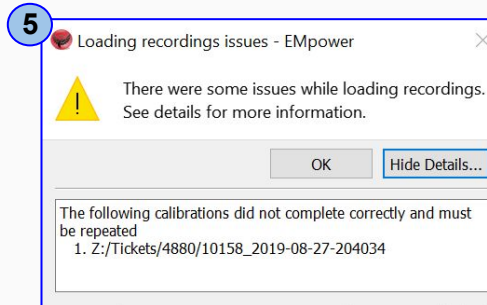 5
Loading recordings issues - EMpower
There were some issues while loading recordings.
See details for more information.
OK
Hide Details...
The following calibrations did not complete correctly and must
be repeated
1. Z:/Tickets/4880/10158_2019-08-27-204034